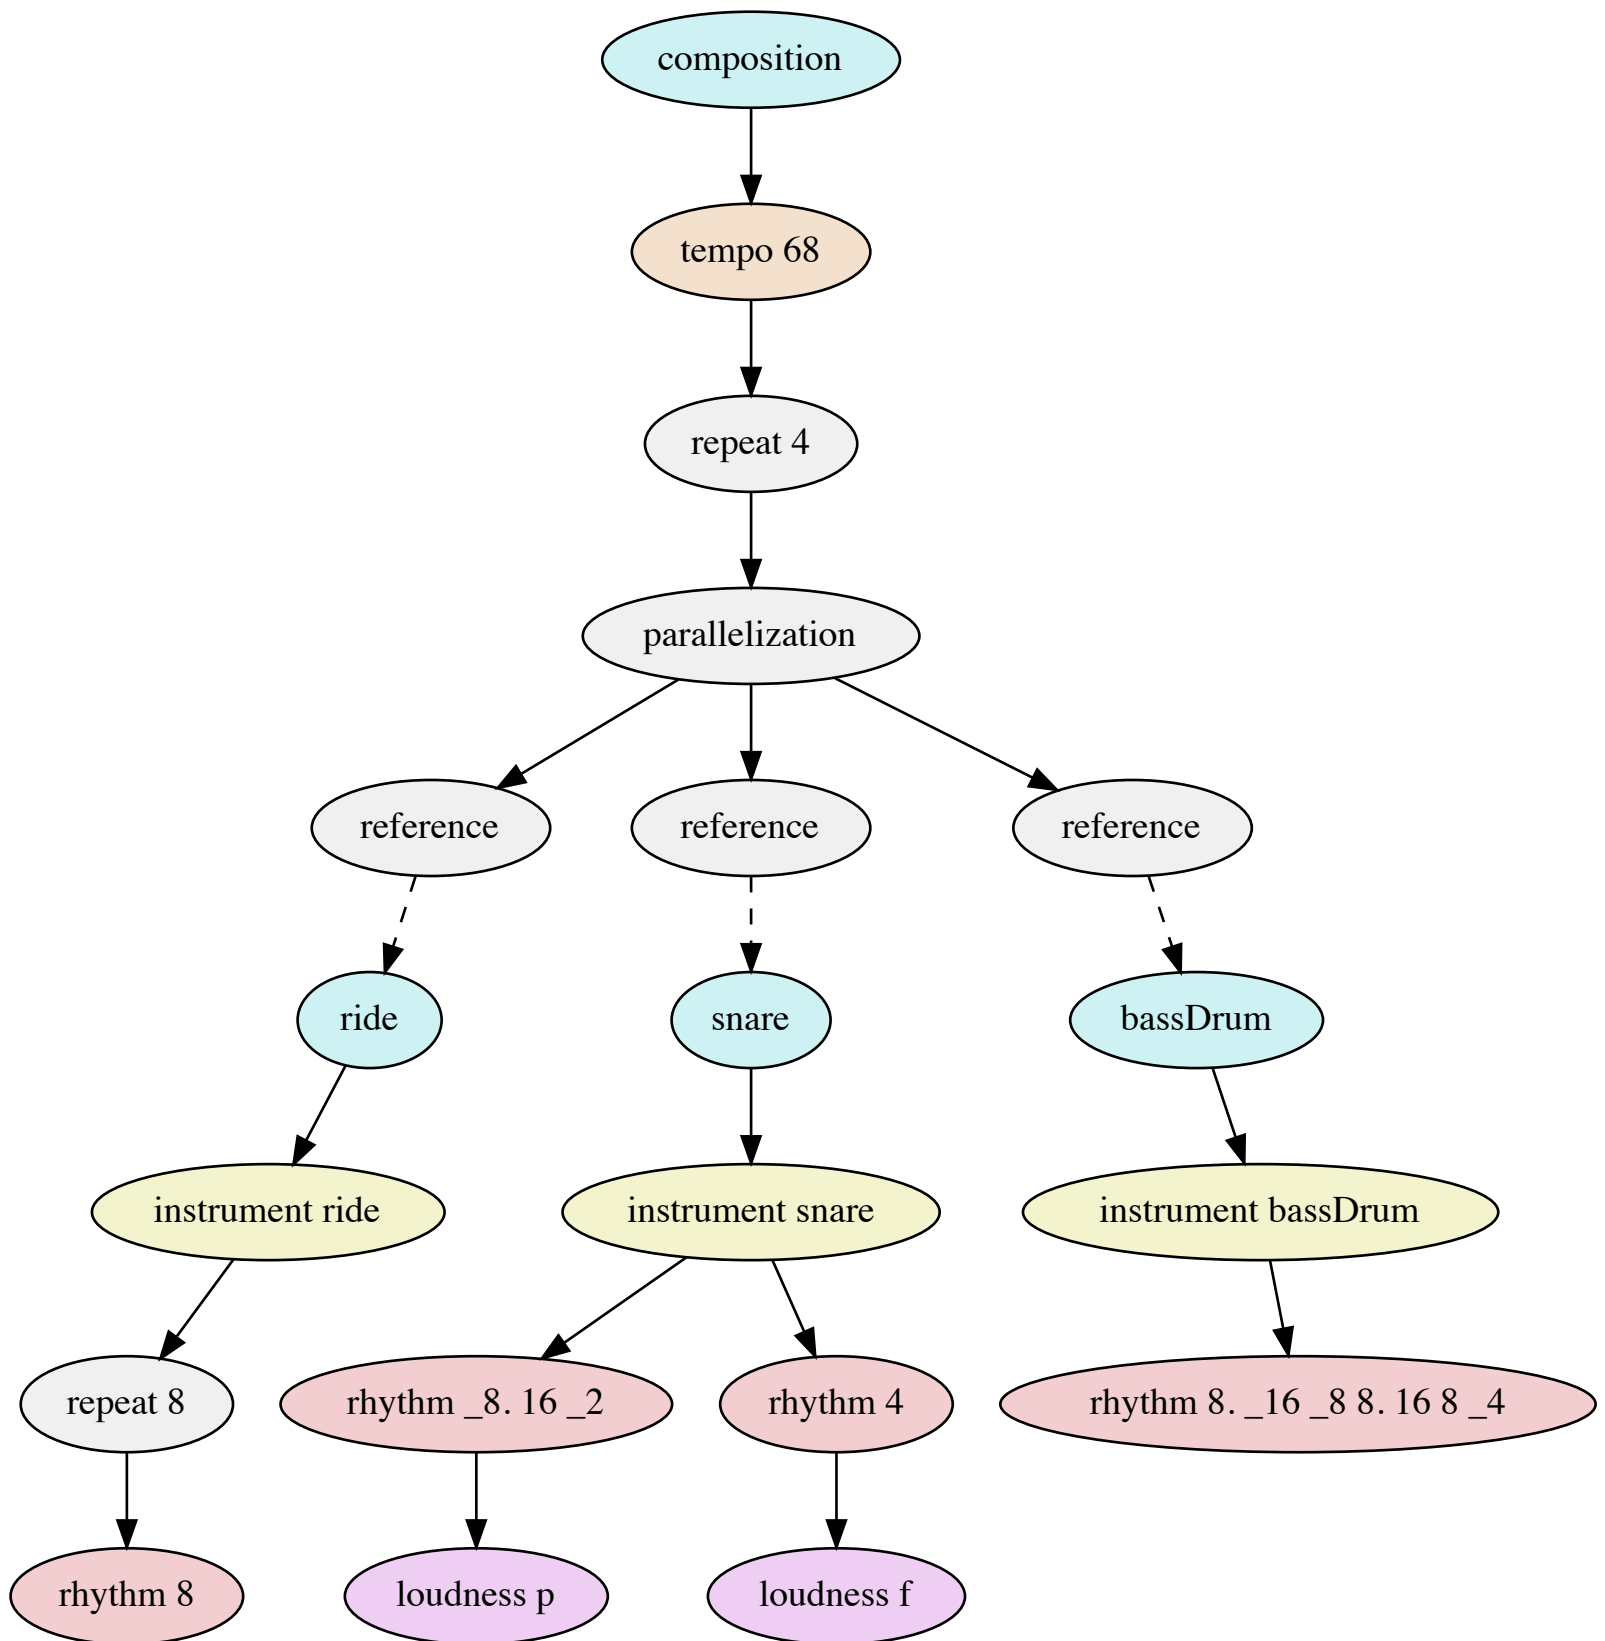 composition
tempo 68
repeat 4
parallelization
reference
reference
reference
ride
snare
bassDrum
instrument ride
instrument snare
instrument bassDrum
repeat 8
rhythm _8. 16 _2
rhythm 4
rhythm 8. _16 _8 8. 16 8 _4
rhythm 8
loudness p
loudness f